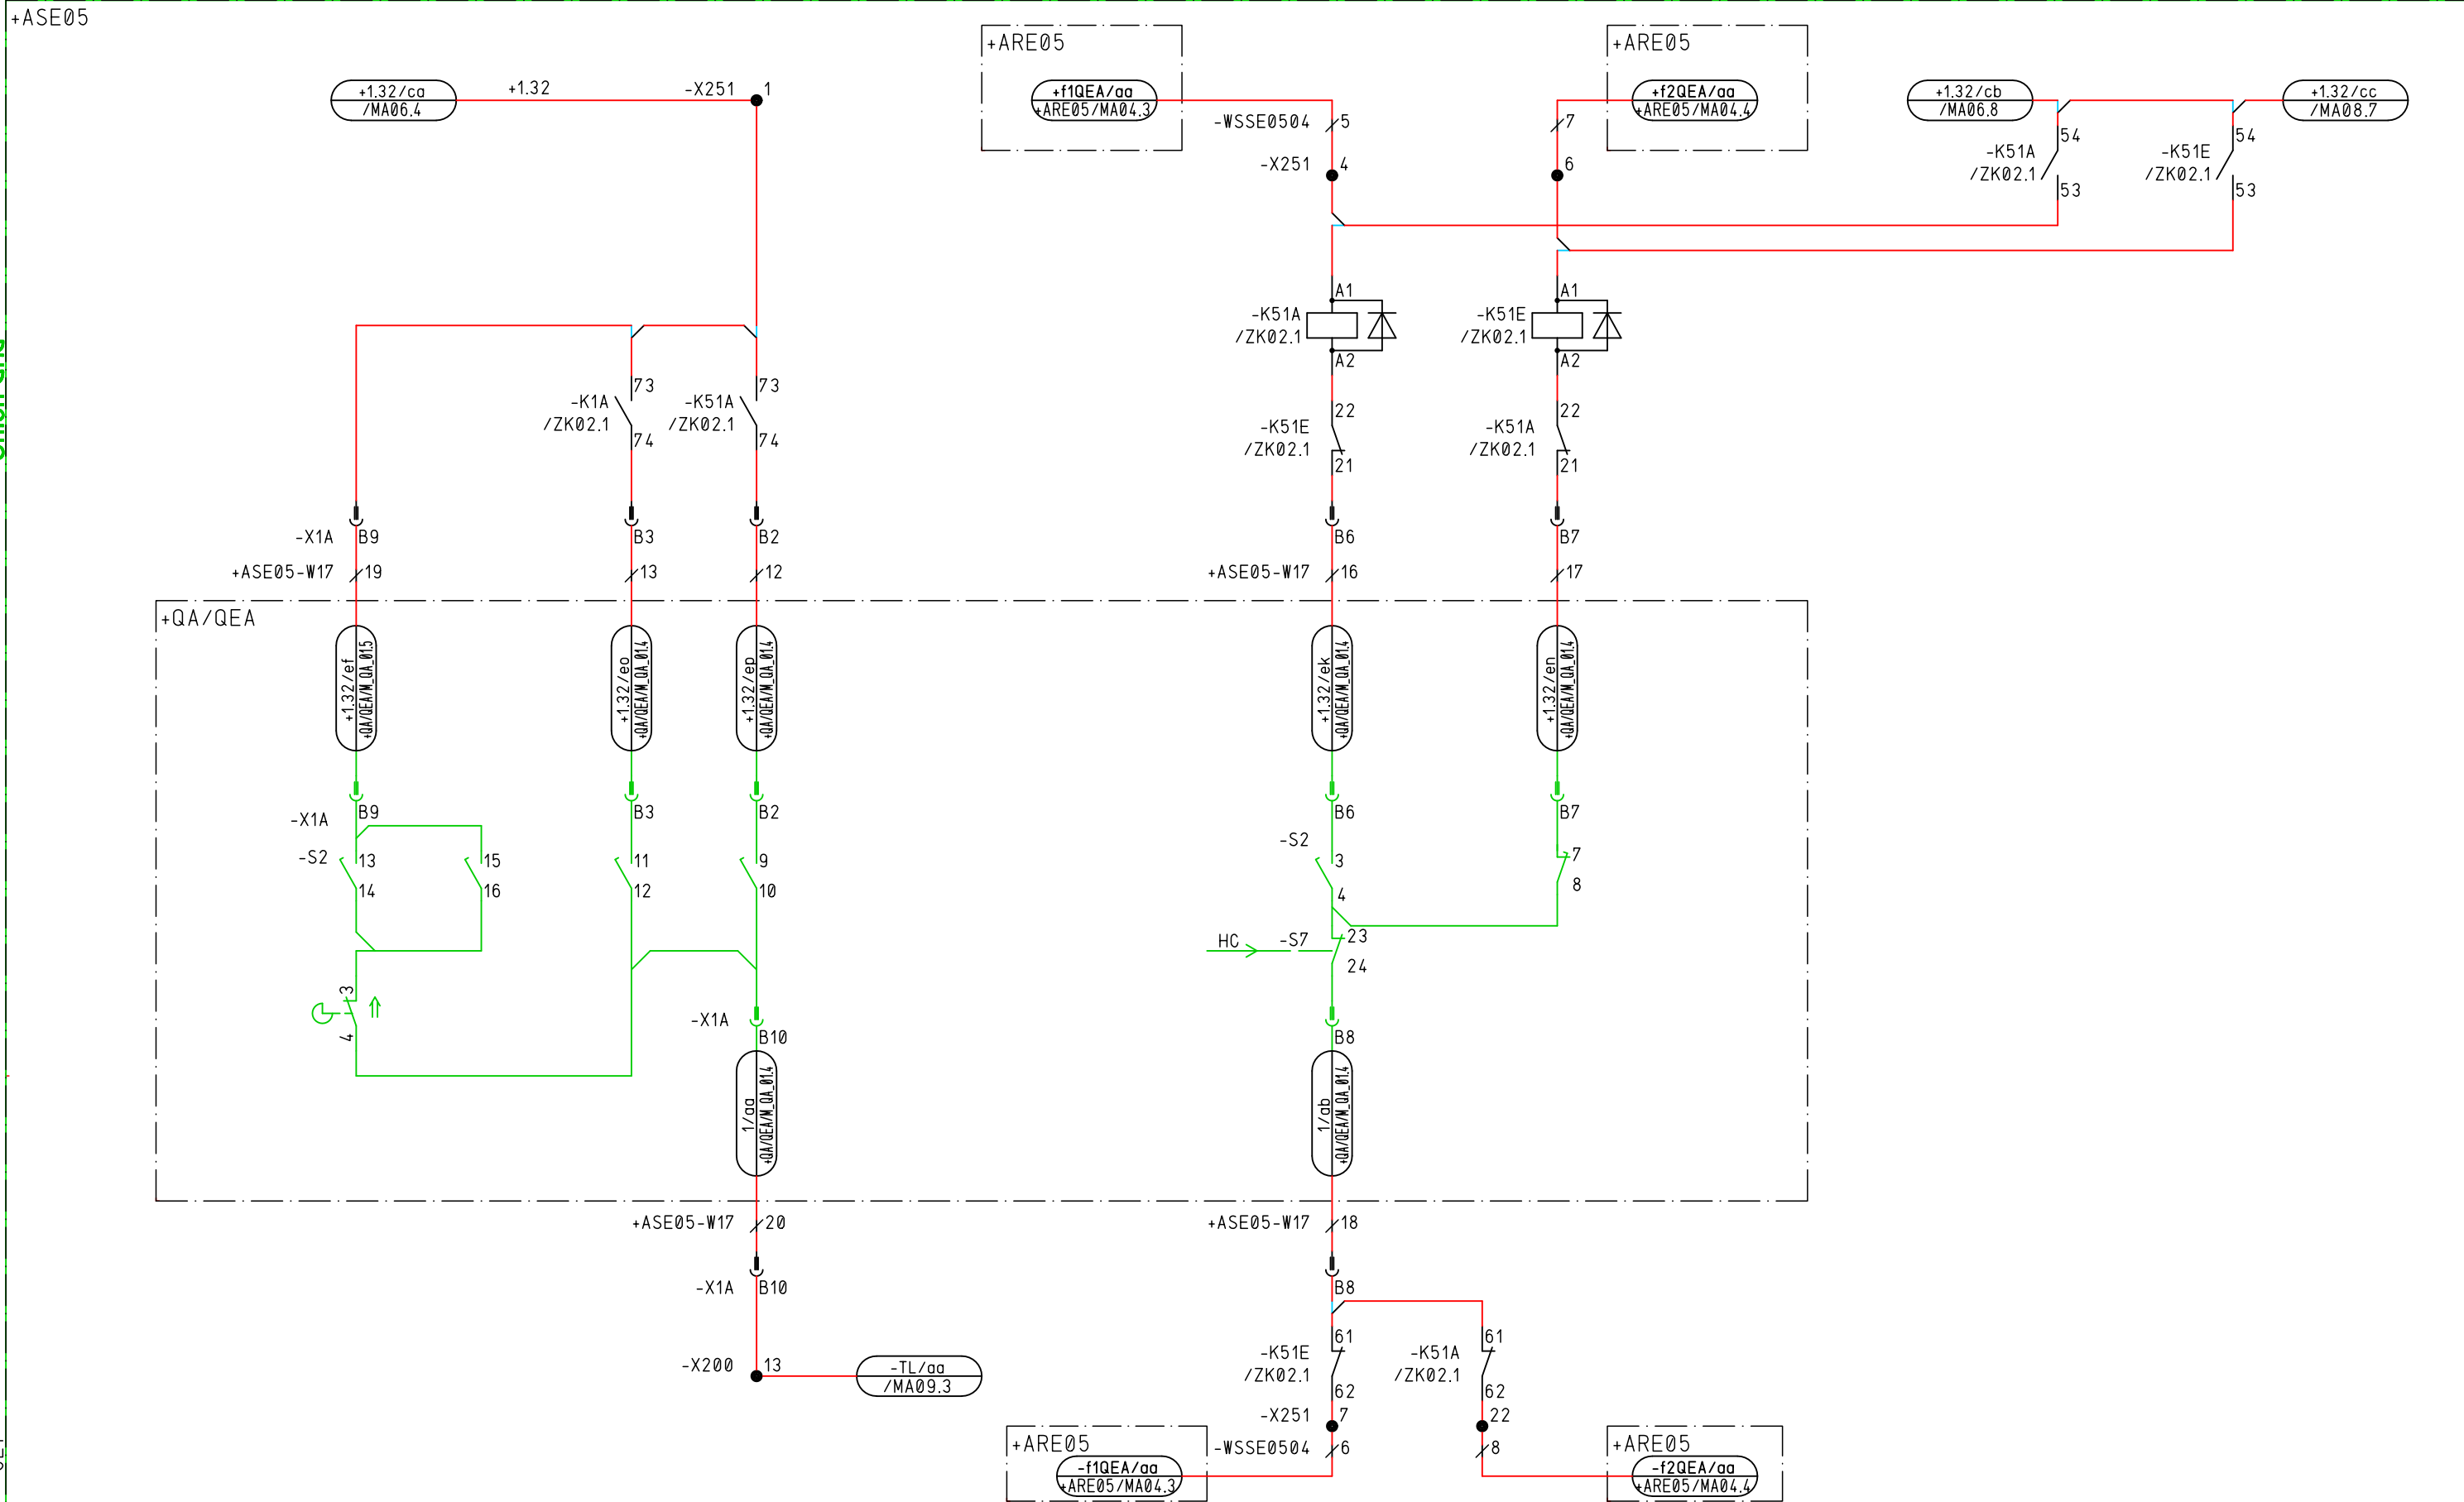 +ASE05
+ARE05
+ARE05
+1.32/ca
/MA06.4
+1.32
-X251
1
+f1QEA/aa
+ARE05/MA04.3
+f2QEA/aa
+ARE05/MA04.4
+1.32/cb
/MA06.8
+1.32/cc
/MA08.7
-WSSE0504
5
7
-X251
4
6
54
-K51A
/ZK02.1
53
54
-K51E
/ZK02.1
53
A1
-K51A
/ZK02.1
A2
A1
-K51E
/ZK02.1
A2
73
-K1A
/ZK02.1
74
73
-K51A
/ZK02.1
74
22
-K51E
/ZK02.1
21
22
-K51A
/ZK02.1
21
-X1A
B9
B3
B2
B6
B7
+ASE05-W17
19
13
12
+ASE05-W17
16
17
+QA/QEA
+1.32/ef
+QA/QEA/M_QA_01.5
+1.32/eo
+QA/QEA/M_QA_01.4
+1.32/ep
+QA/QEA/M_QA_01.4
+1.32/ek
+QA/QEA/M_QA_01.4
+1.32/en
+QA/QEA/M_QA_01.4
-X1A
B9
B3
B2
B6
B7
-S2
13
14
15
16
11
12
9
10
-S2
3
4
7
8
HC
-S7
23
24
3
4
-X1A
B10
B8
1/aa
+QA/QEA/M_QA_01.4
1/ab
+QA/QEA/M_QA_01.4
+ASE05-W17
20
+ASE05-W17
18
-X1A
B10
B8
-X200
13
-TL/aa
/MA09.3
61
-K51E
/ZK02.1
62
61
-K51A
/ZK02.1
62
-X251
7
22
+ARE05
-WSSE0504
6
8
+ARE05
-f1QEA/aa
+ARE05/MA04.3
-f2QEA/aa
+ARE05/MA04.4